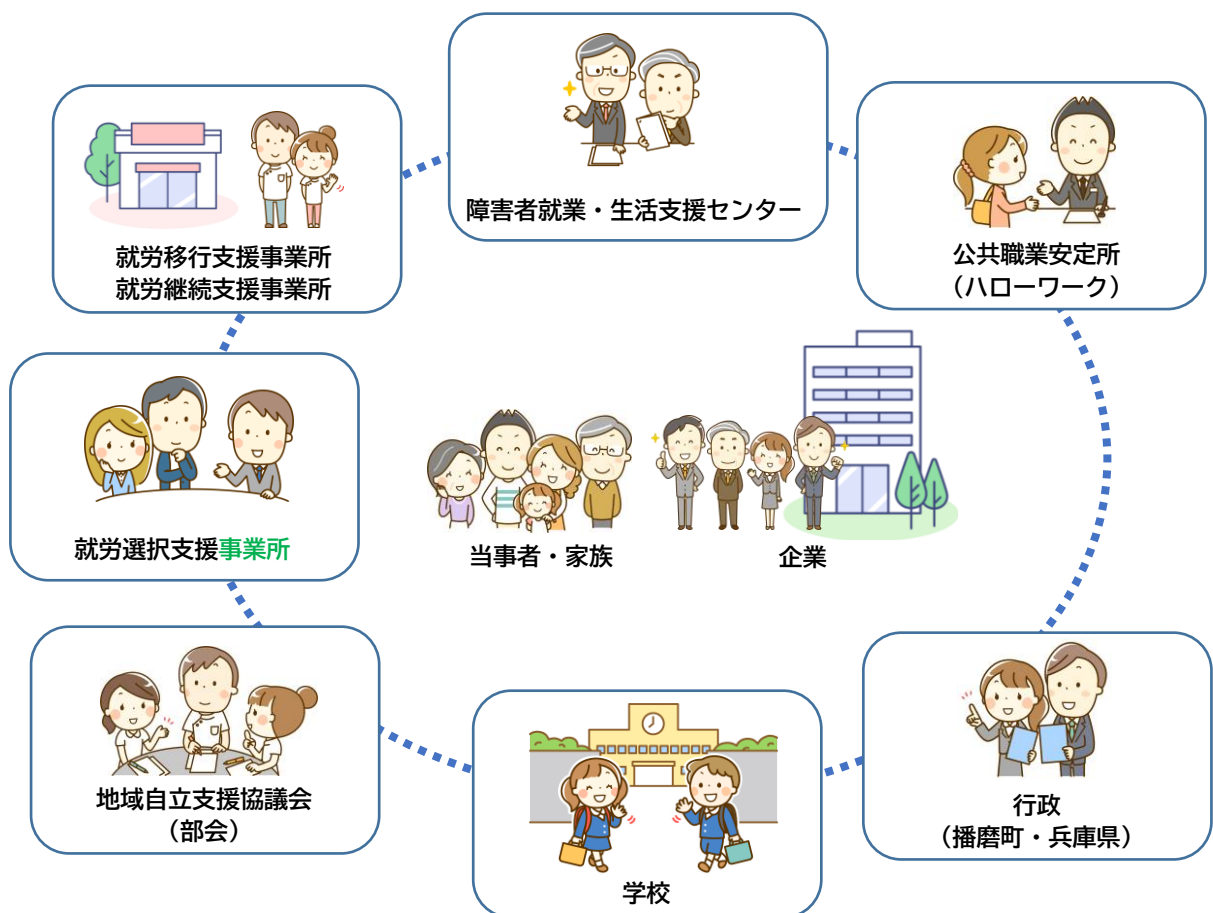 障害者就業・生活支援センター
就労移行支援事業所
就労継続支援事業所
公共職業安定所
（ハローワーク）
就労選択支援事業所
当事者・家族
企業
地域自立支援協議会
（部会）
学校
行政
（播磨町・兵庫県）